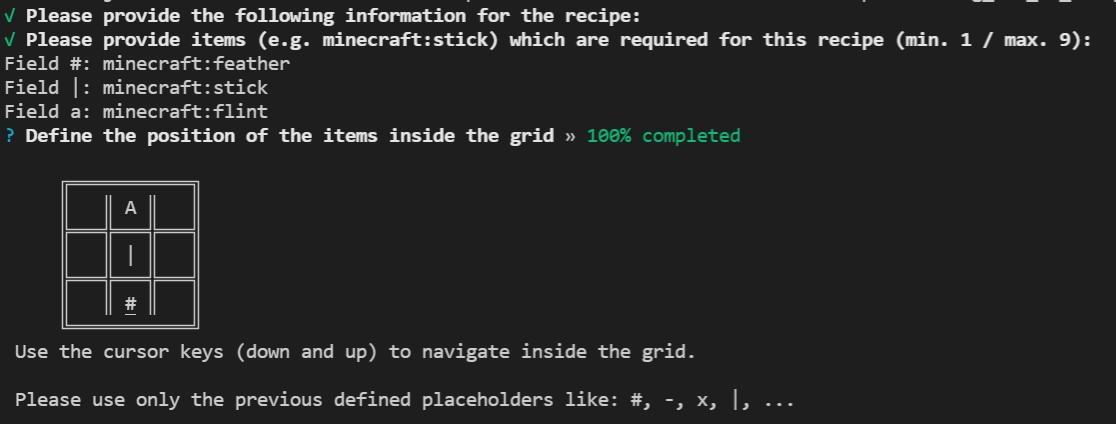 √ Please provide the following information for the recipe:
√ Please provide items (e.g. minecraft:stick) which are required for this recipe (min. 1 / max. 9):
Field #: minecraft:feather
Field |: minecraft:stick
Field a: minecraft:flint
? Define the position of the items inside the grid » 100% completed
A
|
#
Use the cursor keys (down and up) to navigate inside the grid.
Please use only the previous defined placeholders like: #, -, x, |, ...